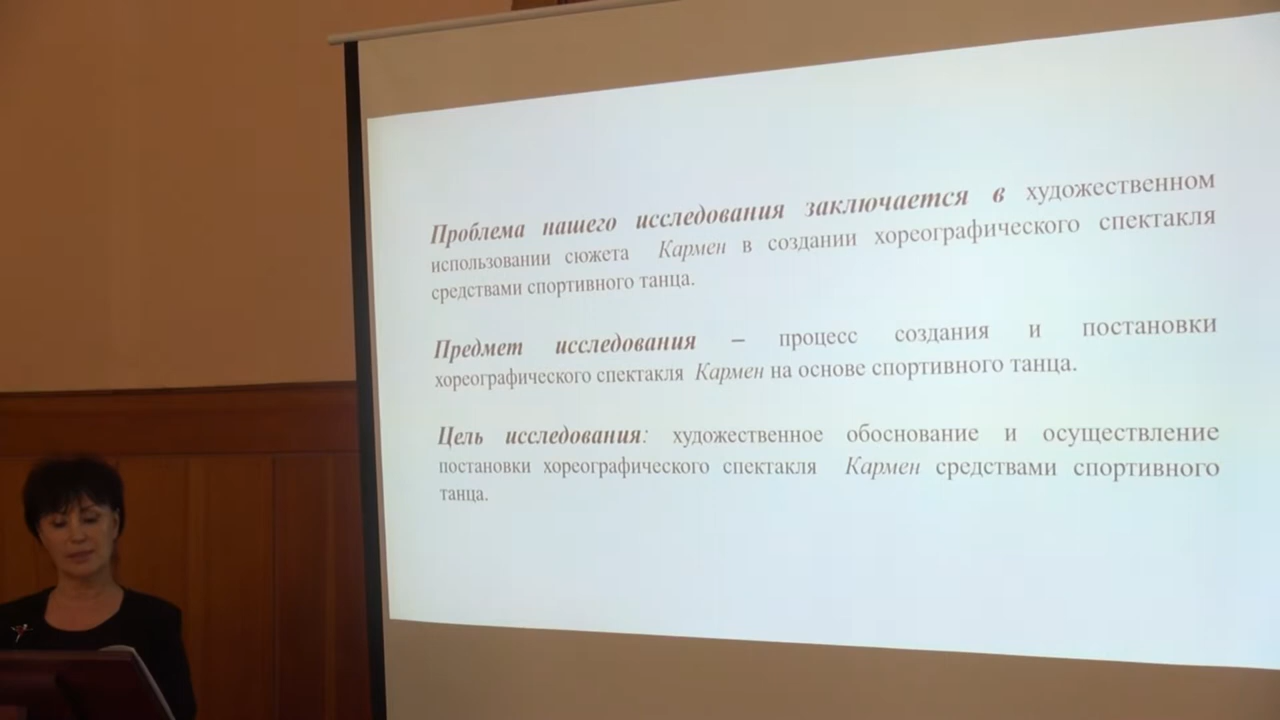 Проблема нашего исследования заключается в художественном
использовании сюжета Кармен в создании хореографического спектакля
средствами спортивного танца.
Предмет исследования – процесс создания и постановки
хореографического спектакля Кармен на основе спортивного танца.
Цель исследования: художественное обоснование и осуществление
постановки хореографического спектакля Кармен средствами спортивного
танца.